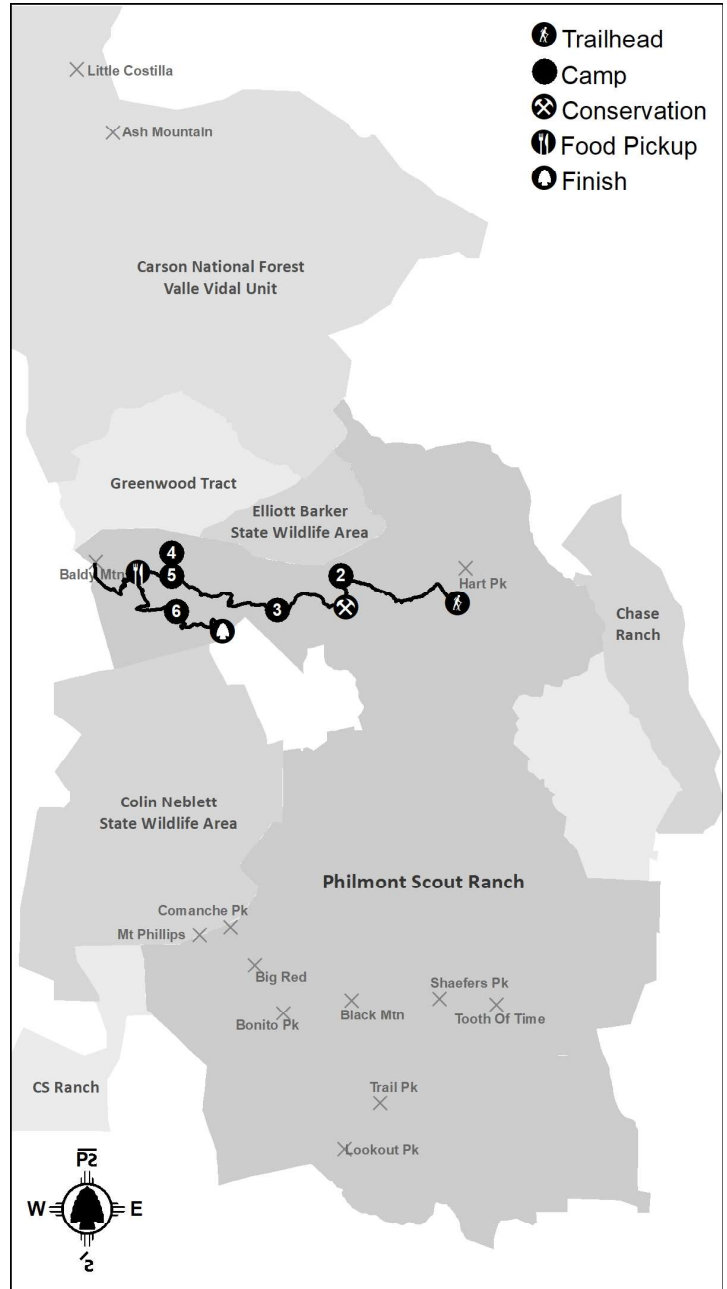 Trailhead
Camp
Conservation
Food Pickup
Finish
Little Costilla
Ash Mountain
Carson National Forest
Valle Vidal Unit
Greenwood Tract
Elliott Barker
State Wildlife Area
4
Baldy Mtn
5
2
Hart Pk
6
3
Chase
Ranch
Colin Neblett
State Wildlife Area
Philmont Scout Ranch
Comanche Pk
Mt Phillips
Big Red
Shaefers Pk
Bonito Pk
Black Mtn
Tooth Of Time
CS Ranch
Trail Pk
Lookout Pk
W
E